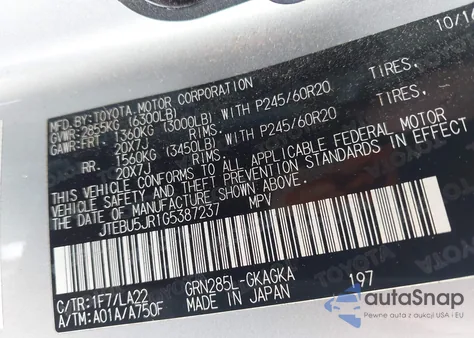 10/1
MFD.BY:TOYOTA MOTOR CORPORATION
GVWR:2855KG (6300LB)
GAWR:FRT. 1360KG (3000LB) WITH P245/60R20 TIRES,
20X7J RIMS.
RR. 1560KG (3450LB) WITH P245/60R20 TIRES,
20X7J RIMS.
THIS VEHICLE CONFORMS TO ALL APPLICABLE FEDERAL MOTOR
VEHICLE SAFETY AND THEFT PREVENTION STANDARDS IN EFFECT
ON THE DATE OF MANUFACTURE SHOWN ABOVE.
JTEBU5JR1G5387237 MPV
C/TR:1F7/LA22 GRN285L-GKAGKA 197
A/TM:A01A/A750F MADE IN JAPAN
TOYOTA
autaSnap
Pewne auta z aukcji USA i EU